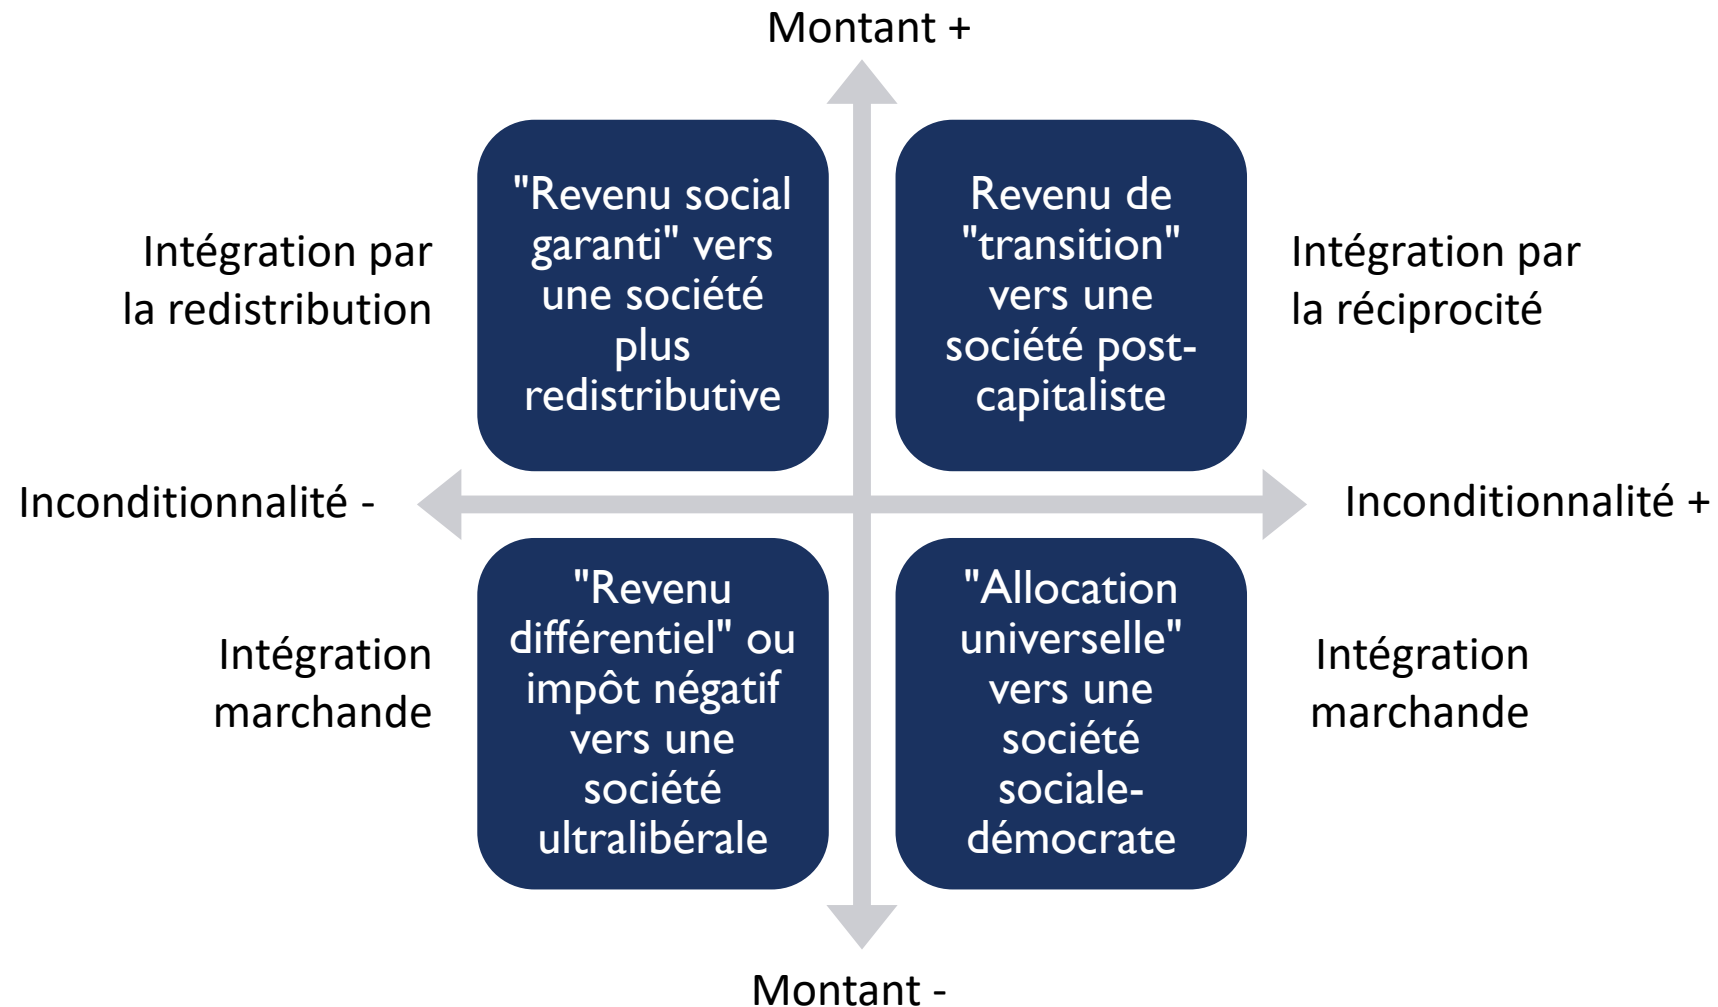 Montant +
Intégration par
la redistribution
"Revenu social
garanti" vers
une société
plus
redistributive
Revenu de
"transition"
vers une
société post-
capitaliste
Intégration par
la réciprocité
Inconditionnalité -
Inconditionnalité +
Intégration
marchande
"Revenu
différentiel" ou
impôt négatif
vers une
société
ultralibérale
"Allocation
universelle"
vers une
société
sociale-
démocrate
Intégration
marchande
Montant -